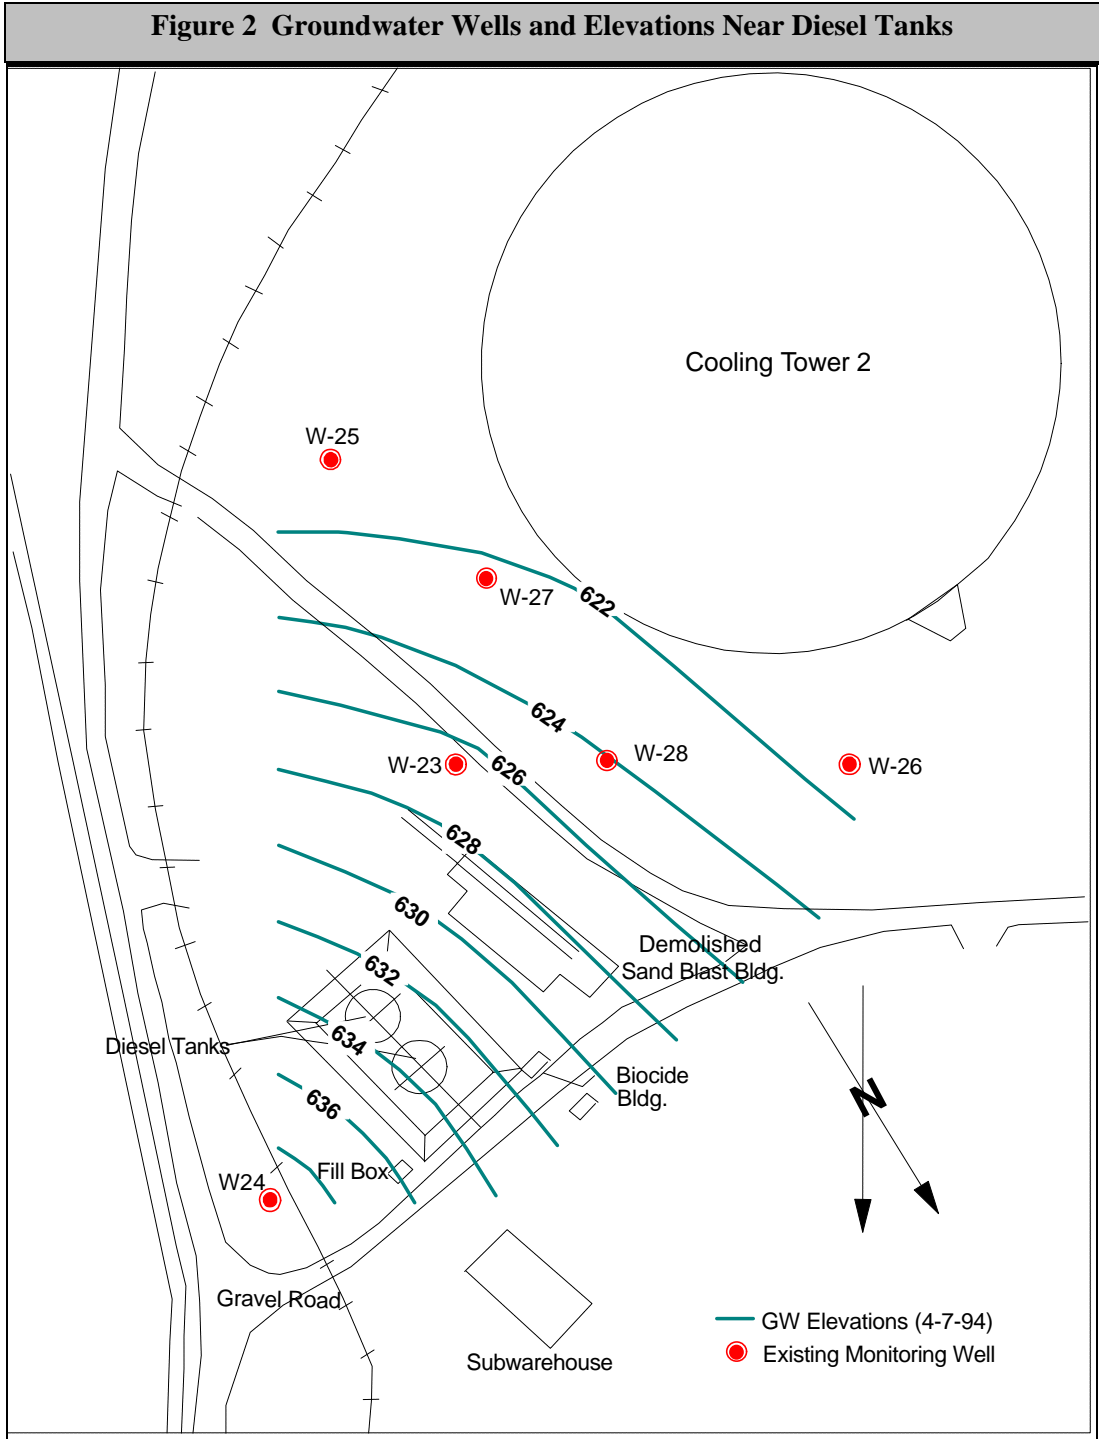 Figure 2 Groundwater Wells and Elevations Near Diesel Tanks
Cooling Tower 2
W-25
W-27
622
624
W-28
W-23
626
W-26
628
630
Demolished
Sand Blast Bldg.
632
634
Diesel Tanks
Biocide
Bldg.
N
636
Fill Box
W24
Gravel Road
GW Elevations (4-7-94)
Existing Monitoring Well
Subwarehouse